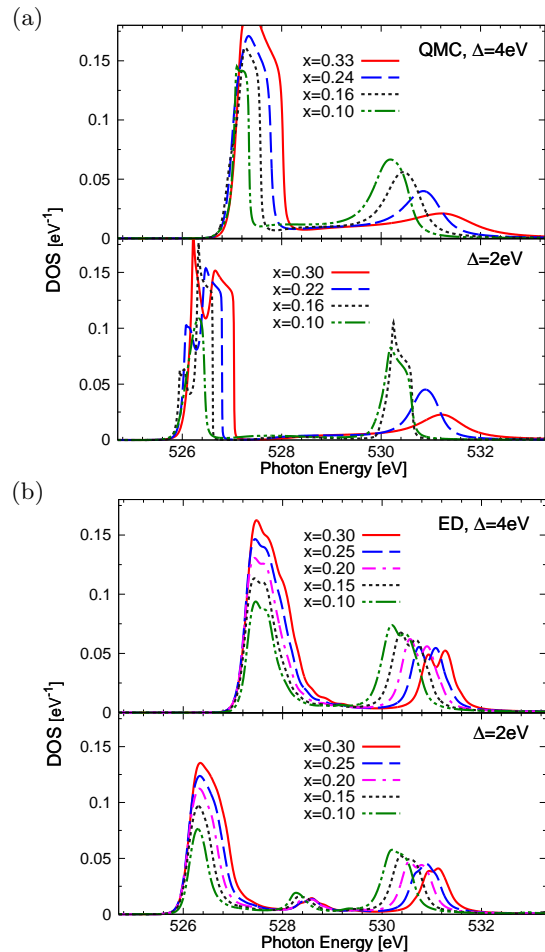 (a)
QMC, Δ=4eV
x=0.33
x=0.24
x=0.16
x=0.10
0.15
0.1
0.05
0
Δ=2eV
x=0.30
x=0.22
x=0.16
x=0.10
0.15
0.1
0.05
0
DOS [eV⁻¹]
526 528 530 532
Photon Energy [eV]
(b)
ED, Δ=4eV
x=0.30
x=0.25
x=0.20
x=0.15
x=0.10
0.15
0.1
0.05
0
526 528 530 532
Δ=2eV
x=0.30
x=0.25
x=0.20
x=0.15
x=0.10
0.15
0.1
0.05
0
DOS [eV⁻¹]
526 528 530 532
Photon Energy [eV]